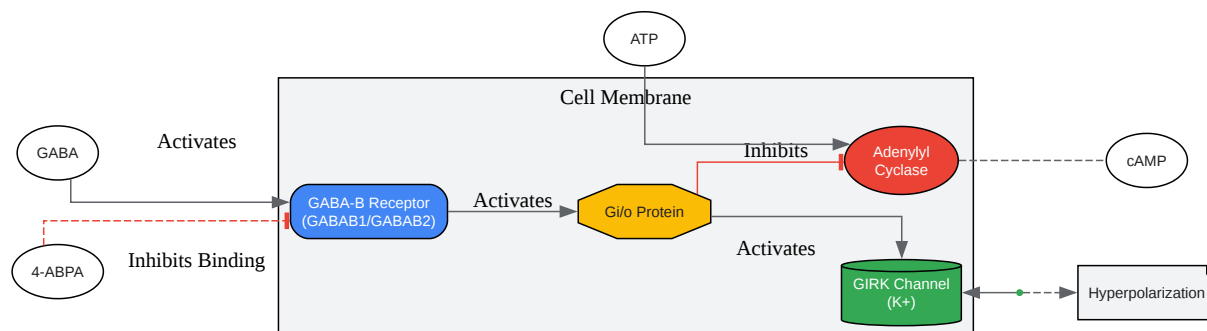 ATP
Cell Membrane
Activates
GABA
Inhibits
Adenylyl
Cyclase
cAMP
GABA-B Receptor
(GABAB1/GABAB2)
Activates
Gi/o Protein
Inhibits Binding
4-ABPA
Activates
GIRK Channel
(K+)
Hyperpolarization